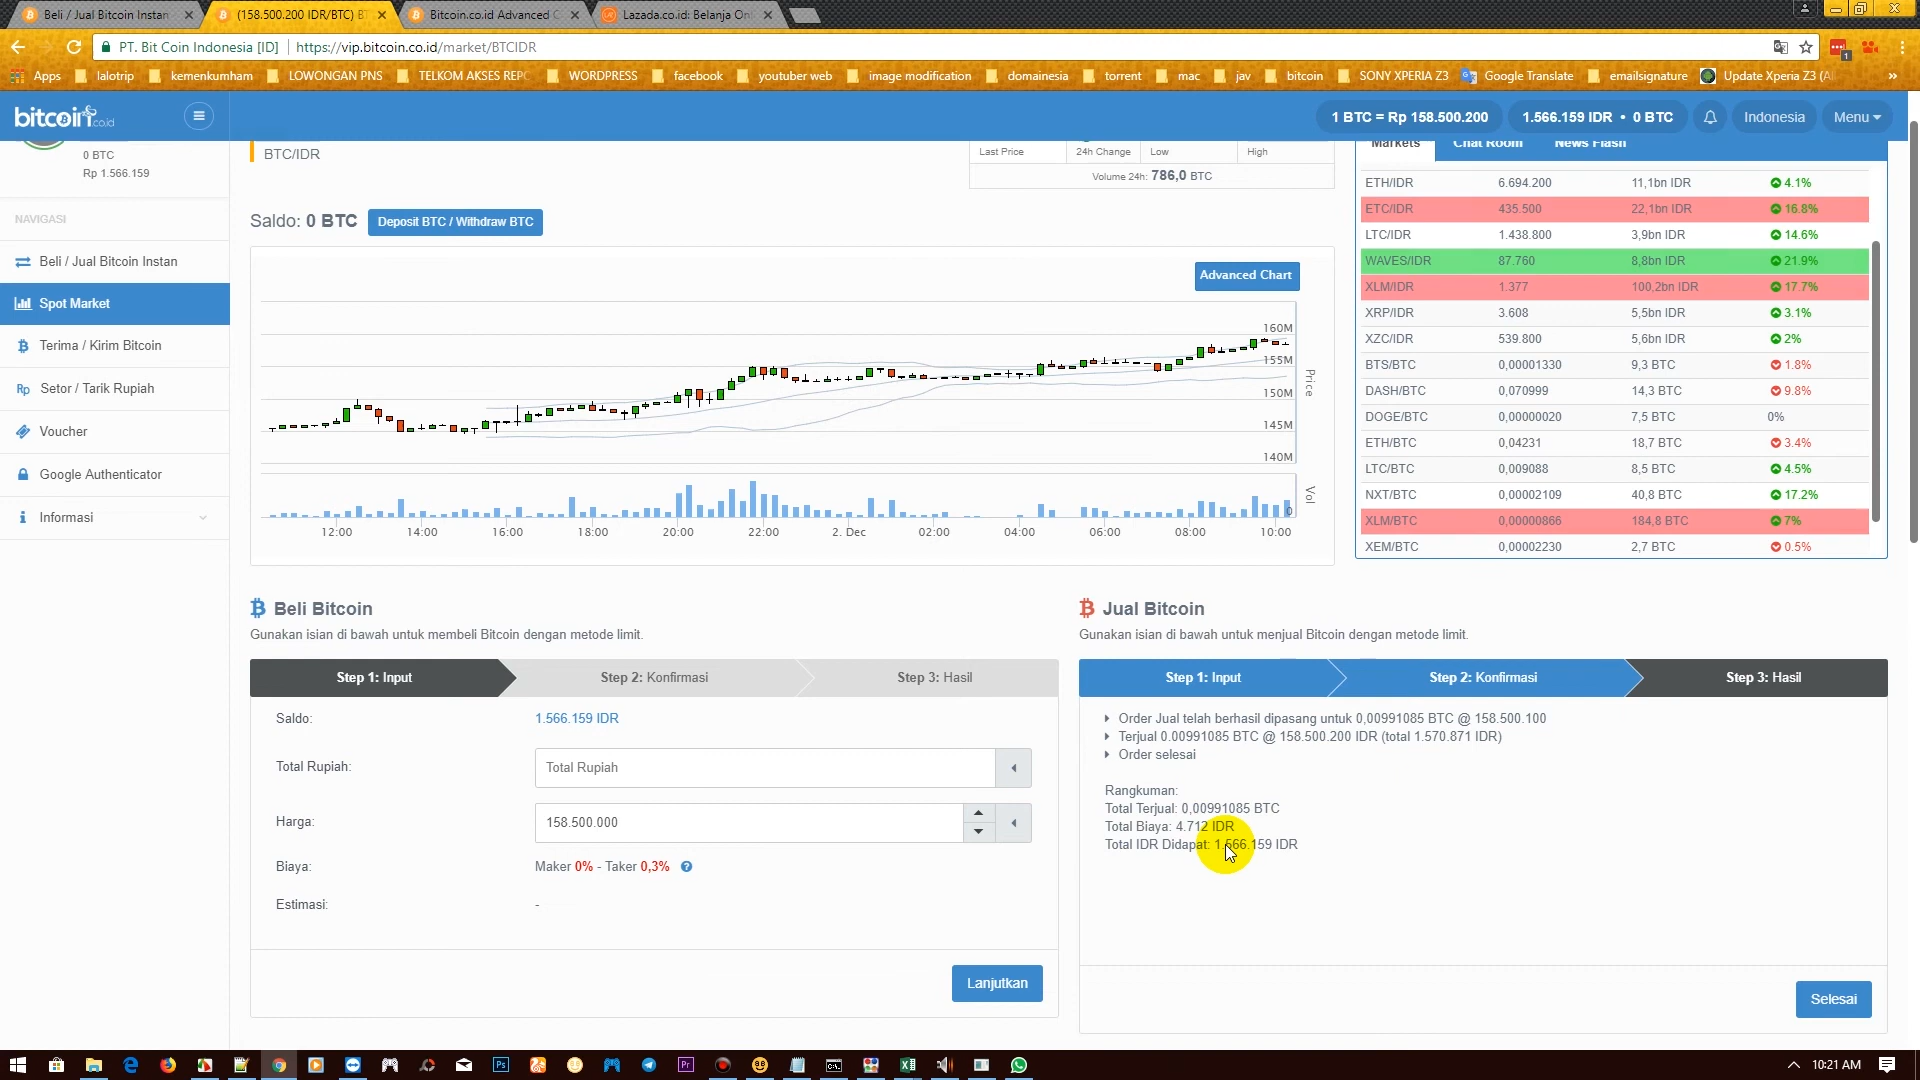 Beli / Jual Bitcoin Instan
(158.500.200 IDR/BTC) B
Bitcoin.co.id Advanced C
Lazada.co.id: Belanja Onl
PT. Bit Coin Indonesia [ID]
https://vip.bitcoin.co.id/market/BTCIDR
Apps
lalotrip
kemenkumham
LOWONGAN PNS
TELKOM AKSES REPO
WORDPRESS
facebook
youtuber web
image modification
domainesia
torrent
mac
jav
bitcoin
SONY XPERIA Z3
Google Translate
emailsignature
Update Xperia Z3 (A
bitcoin.co.id
1 BTC = Rp 158.500.200
1.566.159 IDR • 0 BTC
Indonesia
Menu
0 BTC
Rp 1.566.159
NAVIGASI
Beli / Jual Bitcoin Instan
Spot Market
Terima / Kirim Bitcoin
Rp Setor / Tarik Rupiah
Voucher
Google Authenticator
Informasi
BTC/IDR
Last Price
24h Change
Low
High
Volume 24h: 786,0 BTC
Saldo: 0 BTC
Deposit BTC / Withdraw BTC
Advanced Chart
160M
155M
150M
145M
140M
Price
Vol
0
12:00
14:00
16:00
18:00
20:00
22:00
2. Dec
02:00
04:00
06:00
08:00
10:00
Markets
Chat Room
News Flash
ETH/IDR 6.694.200 11,1bn IDR 4.1%
ETC/IDR 435.500 22,1bn IDR 16.8%
LTC/IDR 1.438.800 3,9bn IDR 14.6%
WAVES/IDR 87.760 8,8bn IDR 21.9%
XLM/IDR 1.377 100,2bn IDR 17.7%
XRP/IDR 3.608 5,5bn IDR 3.1%
XZC/IDR 539.800 5,6bn IDR 2%
BTS/BTC 0,00001330 9,3 BTC 1.8%
DASH/BTC 0,070999 14,3 BTC 9.8%
DOGE/BTC 0,00000020 7,5 BTC 0%
ETH/BTC 0,04231 18,7 BTC 3.4%
LTC/BTC 0,009088 8,5 BTC 4.5%
NXT/BTC 0,00002109 40,8 BTC 17.2%
XLM/BTC 0,00000866 184,8 BTC 7%
XEM/BTC 0,00002230 2,7 BTC 0.5%
Beli Bitcoin
Gunakan isian di bawah untuk membeli Bitcoin dengan metode limit.
Step 1: Input
Step 2: Konfirmasi
Step 3: Hasil
Saldo: 1.566.159 IDR
Total Rupiah: Total Rupiah
Harga: 158.500.000
Biaya: Maker 0% - Taker 0,3%
Estimasi: -
Lanjutkan
Jual Bitcoin
Gunakan isian di bawah untuk menjual Bitcoin dengan metode limit.
Step 1: Input
Step 2: Konfirmasi
Step 3: Hasil
Order Jual telah berhasil dipasang untuk 0,00991085 BTC @ 158.500.100
Terjual 0.00991085 BTC @ 158.500.200 IDR (total 1.570.871 IDR)
Order selesai
Rangkuman:
Total Terjual: 0,00991085 BTC
Total Biaya: 4.712 IDR
Total IDR Didapat: 1.566.159 IDR
Selesai
10:21 AM